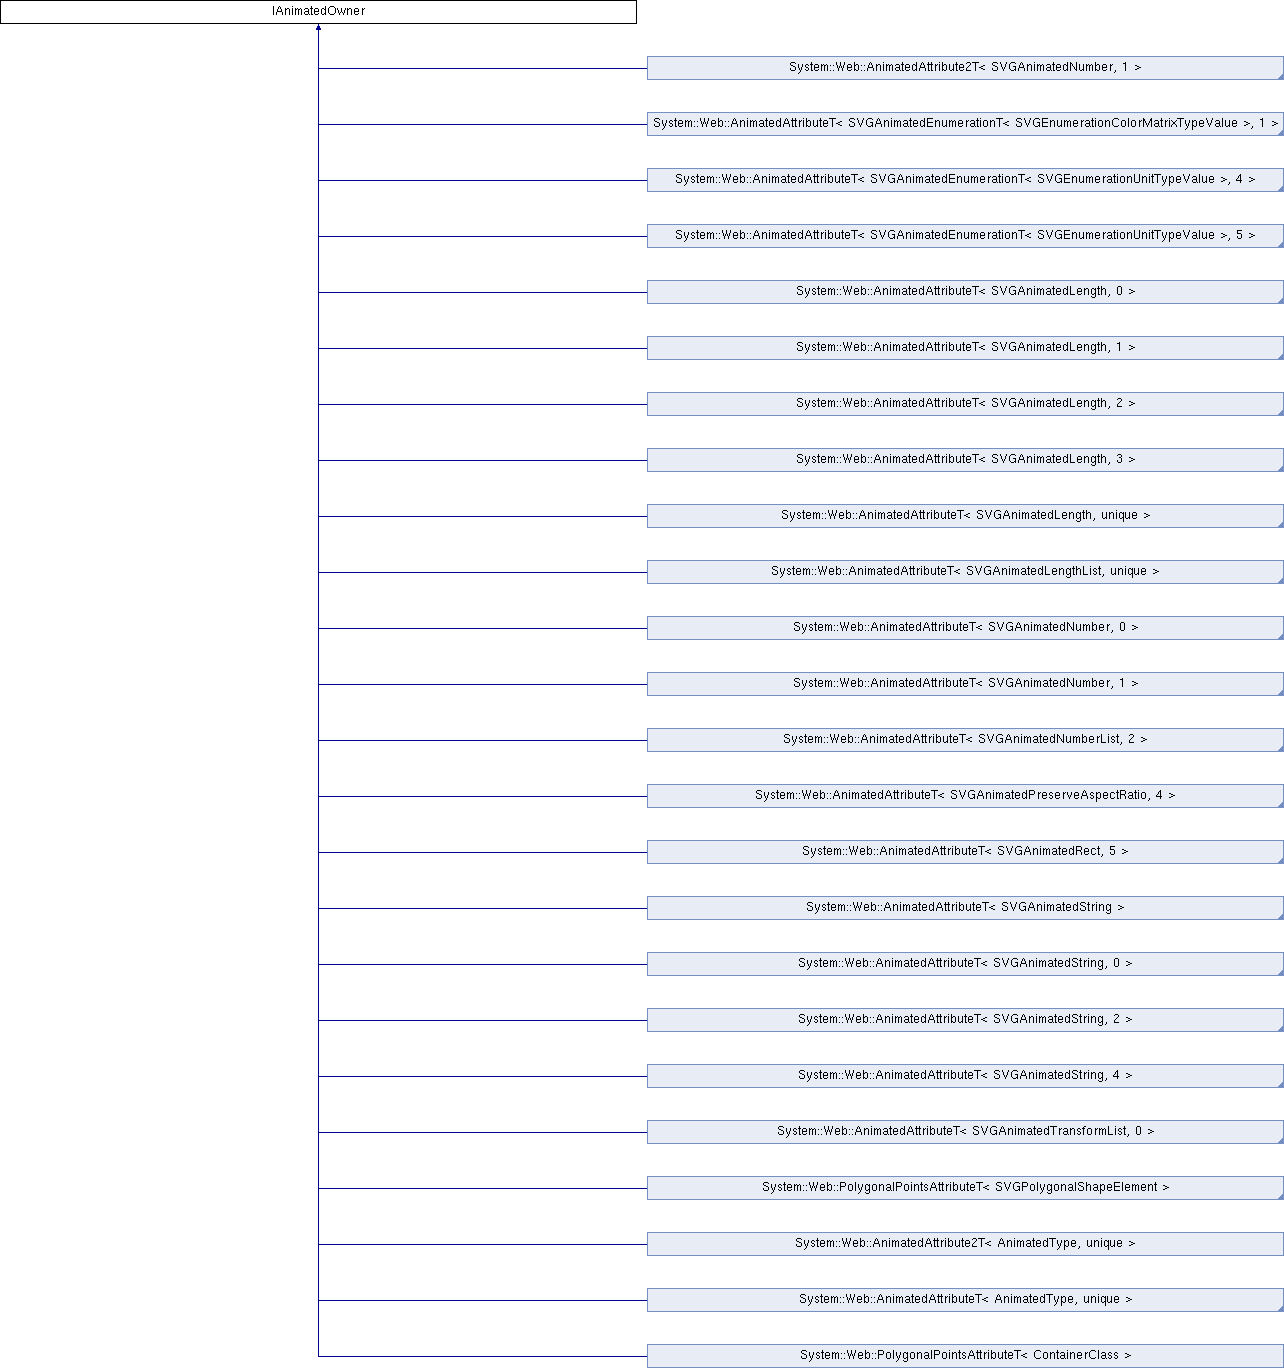 IAnimatedOwner
System::Web::AnimatedAttribute2T< SVGAnimatedNumber, 1 >
System::Web::AnimatedAttributeT< SVGAnimatedEnumerationT< SVGEnumerationColorMatrixTypeValue >, 1 >
System::Web::AnimatedAttributeT< SVGAnimatedEnumerationT< SVGEnumerationUnitTypeValue >, 4 >
System::Web::AnimatedAttributeT< SVGAnimatedEnumerationT< SVGEnumerationUnitTypeValue >, 5 >
System::Web::AnimatedAttributeT< SVGAnimatedLength, 0 >
System::Web::AnimatedAttributeT< SVGAnimatedLength, 1 >
System::Web::AnimatedAttributeT< SVGAnimatedLength, 2 >
System::Web::AnimatedAttributeT< SVGAnimatedLength, 3 >
System::Web::AnimatedAttributeT< SVGAnimatedLength, unique >
System::Web::AnimatedAttributeT< SVGAnimatedLengthList, unique >
System::Web::AnimatedAttributeT< SVGAnimatedNumber, 0 >
System::Web::AnimatedAttributeT< SVGAnimatedNumber, 1 >
System::Web::AnimatedAttributeT< SVGAnimatedNumberList, 2 >
System::Web::AnimatedAttributeT< SVGAnimatedPreserveAspectRatio, 4 >
System::Web::AnimatedAttributeT< SVGAnimatedRect, 5 >
System::Web::AnimatedAttributeT< SVGAnimatedString >
System::Web::AnimatedAttributeT< SVGAnimatedString, 0 >
System::Web::AnimatedAttributeT< SVGAnimatedString, 2 >
System::Web::AnimatedAttributeT< SVGAnimatedString, 4 >
System::Web::AnimatedAttributeT< SVGAnimatedTransformList, 0 >
System::Web::PolygonalPointsAttributeT< SVGPolygonalShapeElement >
System::Web::AnimatedAttribute2T< AnimatedType, unique >
System::Web::AnimatedAttributeT< AnimatedType, unique >
System::Web::PolygonalPointsAttributeT< ContainerClass >